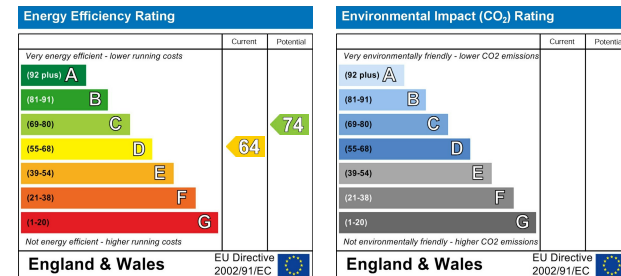 Energy Efficiency Rating
Current Potential
Very energy efficient - lower running costs
(92 plus) A
(81-91) B
(69-80) C
74
(55-68) D
64
(39-54) E
(21-38) F
(1-20) G
Not energy efficient - higher running costs
England & Wales
EU Directive
2002/91/EC
Environmental Impact (CO₂) Rating
Current Potentia
Very environmentally friendly - lower CO2 emissions
(92 plus) A
(81-91) B
(69-80) C
(55-68) D
(39-54) E
(21-38) F
(1-20) G
Not environmentally friendly - higher CO2 emissions
England & Wales
EU Directive
2002/91/EC